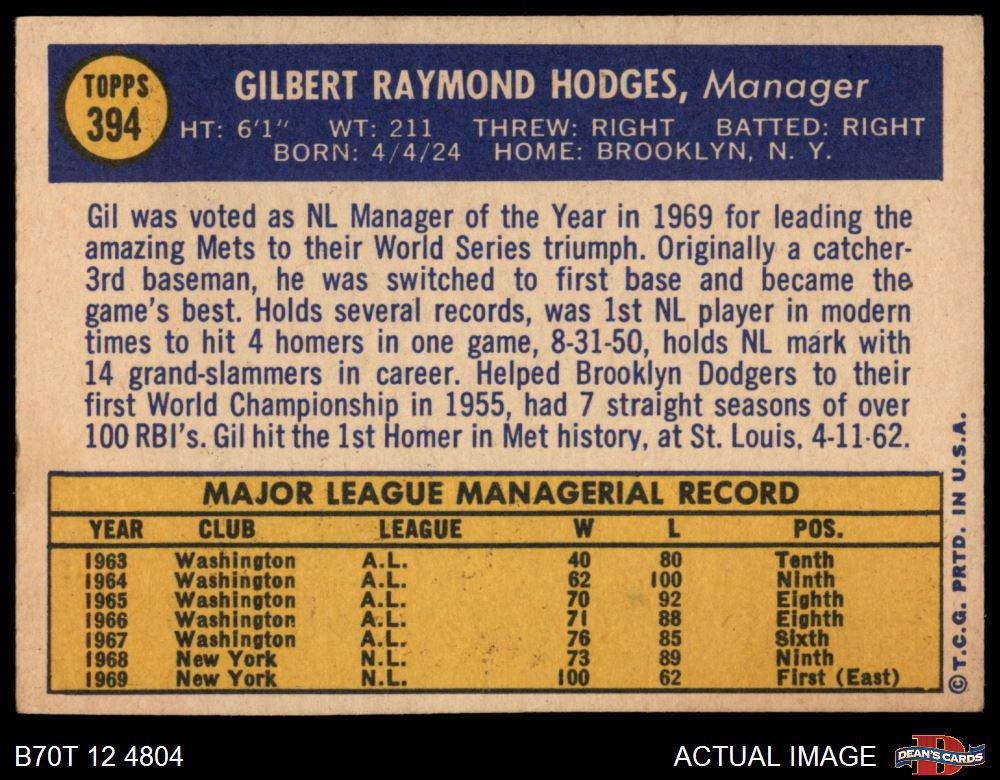 TOPPS
394
GILBERT RAYMOND HODGES, Manager
HT: 6'1" WT: 211 THREW: RIGHT BATTED: RIGHT
BORN: 4/4/24 HOME: BROOKLYN, N. Y.
Gil was voted as NL Manager of the Year in 1969 for leading the
amazing Mets to their World Series triumph. Originally a catcher-
3rd baseman, he was switched to first base and became the
game's best. Holds several records, was 1st NL player in modern
times to hit 4 homers in one game, 8-31-50, holds NL mark with
14 grand-slammers in career. Helped Brooklyn Dodgers to their
first World Championship in 1955, had 7 straight seasons of over
100 RBI's. Gil hit the 1st Homer in Met history, at St. Louis, 4-11-62.
MAJOR LEAGUE MANAGERIAL RECORD
YEAR CLUB LEAGUE W L POS.
1963 Washington A.L. 40 80 Tenth
1964 Washington A.L. 62 100 Ninth
1965 Washington A.L. 70 92 Eighth
1966 Washington A.L. 71 88 Eighth
1967 Washington A.L. 76 85 Sixth
1968 New York N.L. 73 89 Ninth
1969 New York N.L. 100 62 First (East)
©T.C.G. PRTD. IN U.S.A.
B70T 12 4804
ACTUAL IMAGE
DEAN'S CARDS